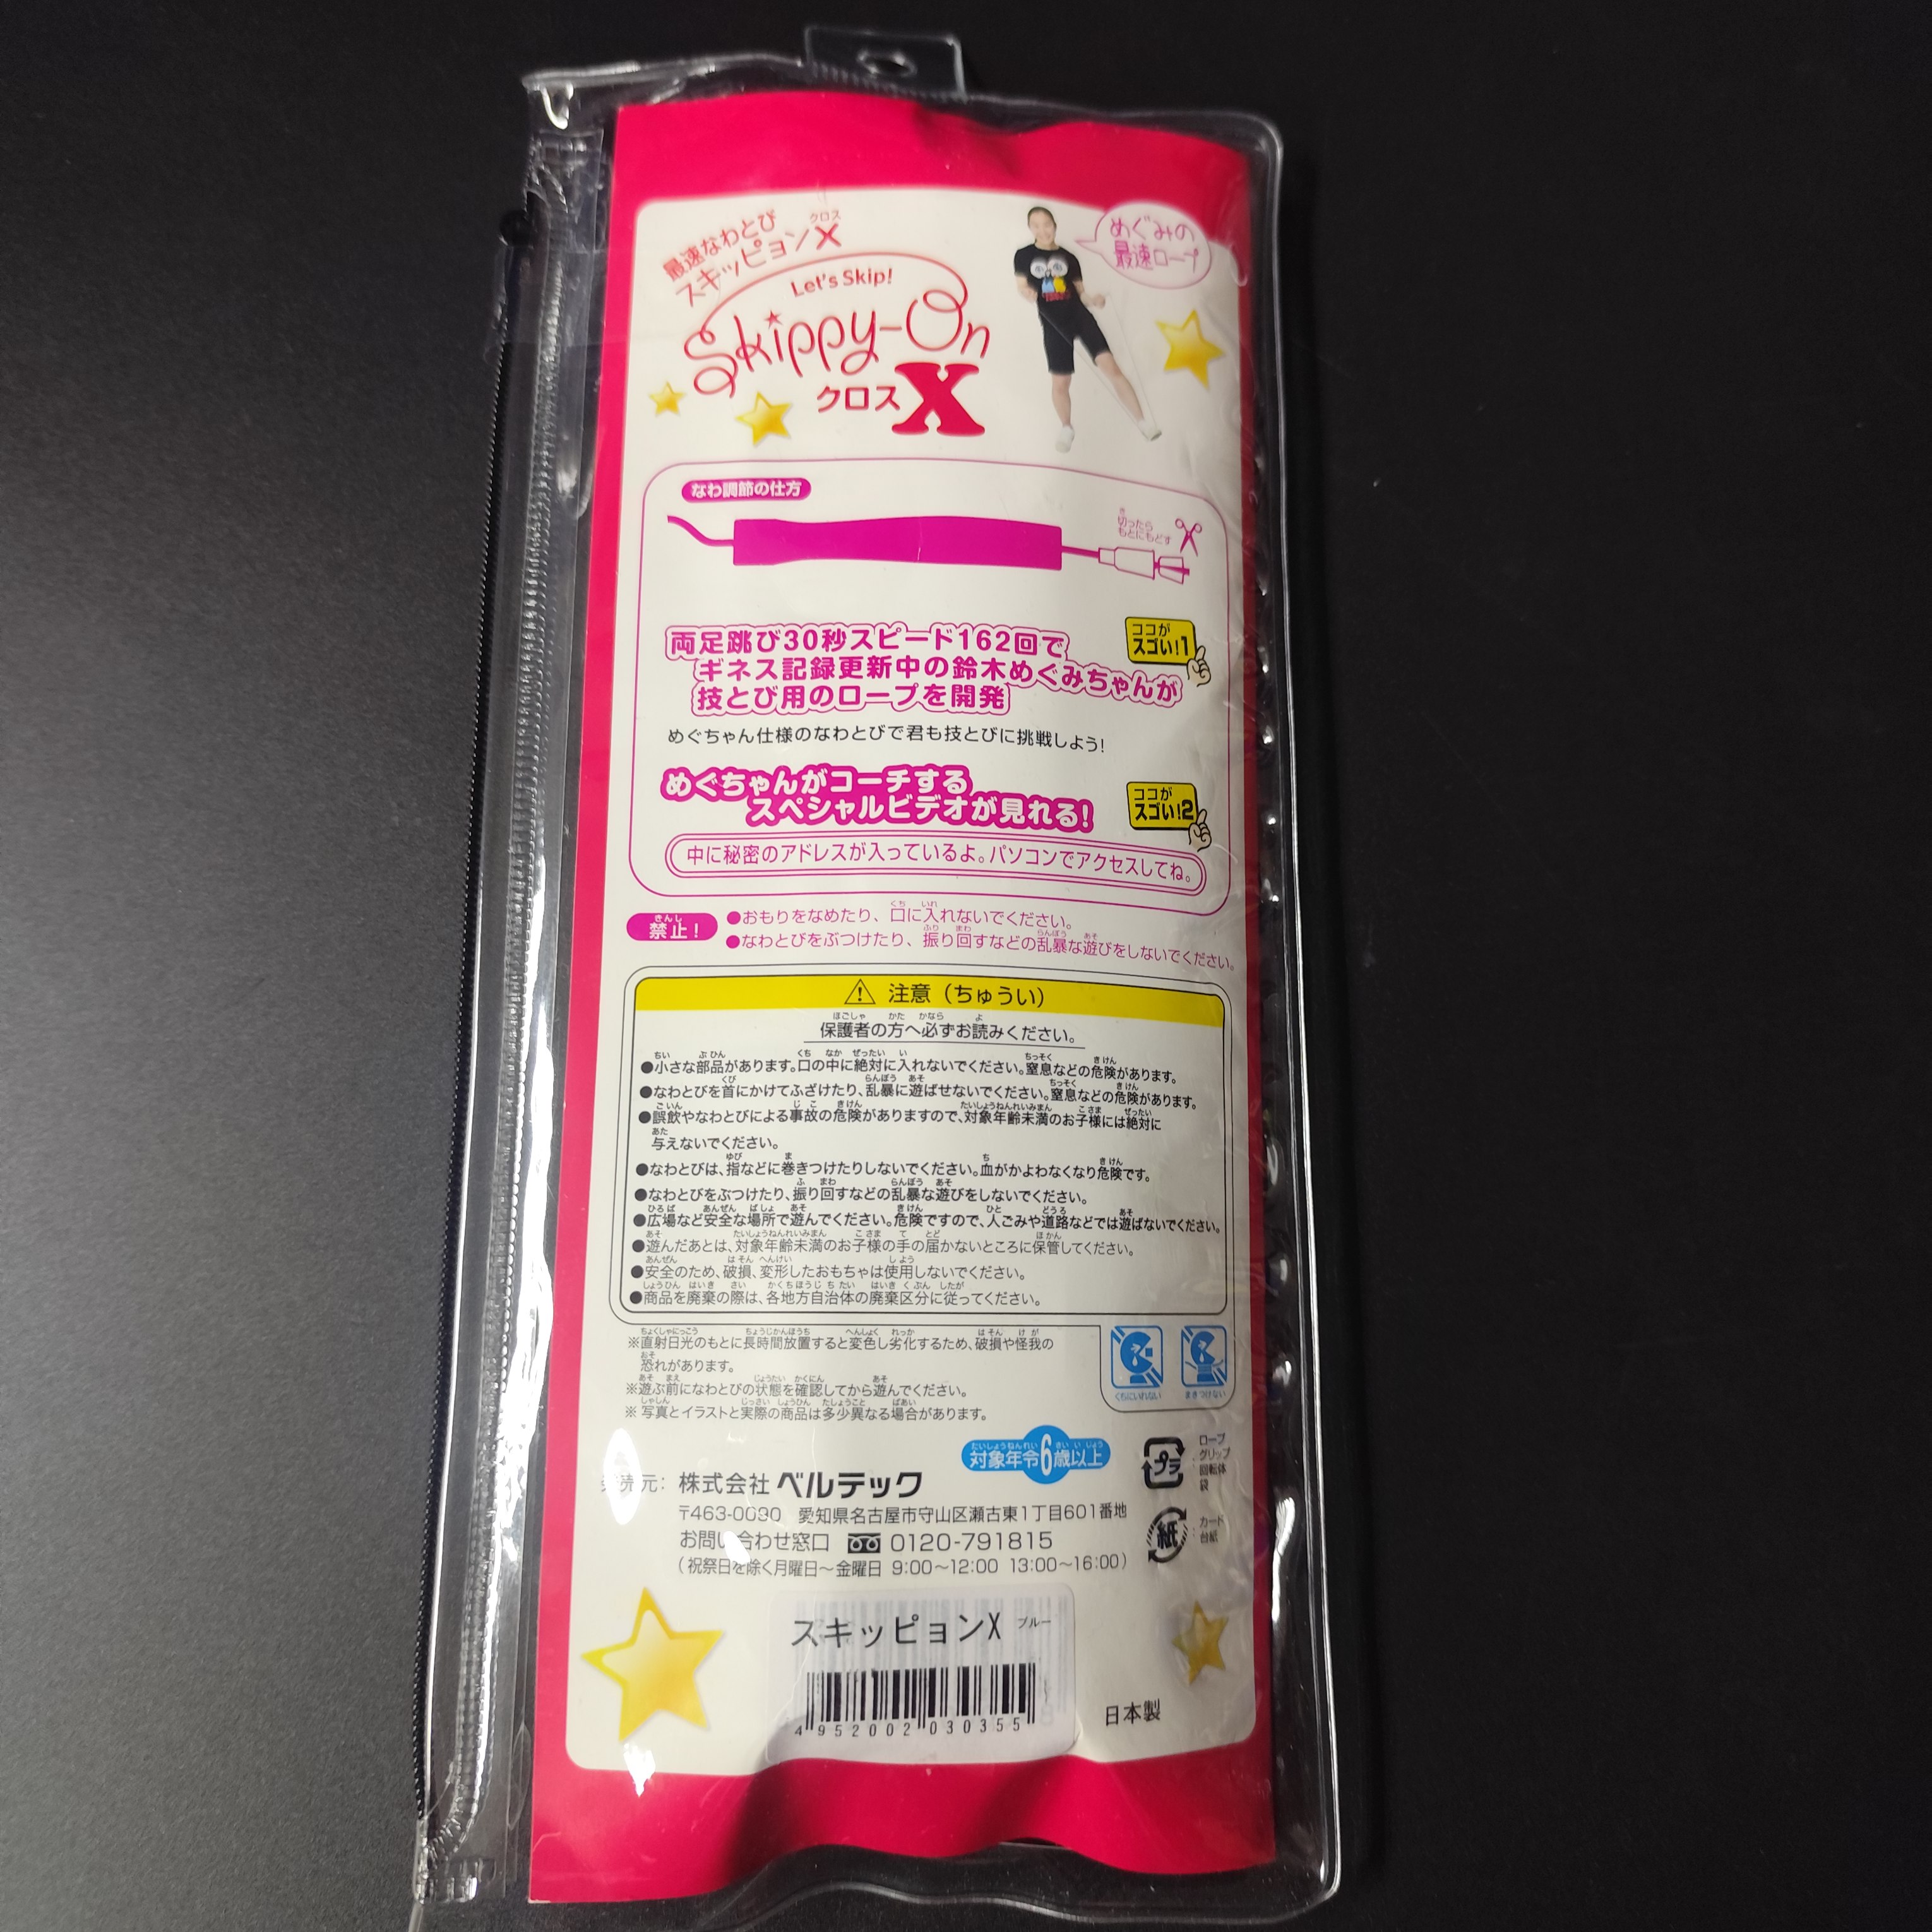 最速なわとび
スキッピョンX
クロス
Let's Skip!
Skippy-On
クロスX
めぐみの
最速ロープ
なわ調節の仕方
切ったら
もとにもどす
両足跳び30秒スピード162回で
ギネス記録更新中の鈴木めぐみちゃんが
技とび用のロープを開発
ココが
スゴい!1
めぐちゃん仕様のなわとびで君も技とびに挑戦しよう!
めぐちゃんがコーチする
スペシャルビデオが見れる!
ココが
スゴい!2
中に秘密のアドレスが入っているよ。パソコンでアクセスしてね。
きんし
禁止!
●おもりをなめたり、口に入れないでください。
●なわとびをぶつけたり、振り回すなどの乱暴な遊びをしないでください。
⚠ 注意(ちゅうい)
保護者の方へ必ずお読みください。
●小さな部品があります。口の中に絶対に入れないでください。窒息などの危険があります。
●なわとびを首にかけてふざけたり、乱暴に遊ばせないでください。窒息などの危険があります。
●誤飲やなわとびによる事故の危険がありますので、対象年齢未満のお子様には絶対に
与えないでください。
●なわとびは、指などに巻きつけたりしないでください。血がかよわなくなり危険です。
●なわとびをぶつけたり、振り回すなどの乱暴な遊びをしないでください。
●広場など安全な場所で遊んでください。危険ですので、人ごみや道路などでは遊ばないでください。
●遊んだあとは、対象年齢未満のお子様の手の届かないところに保管してください。
●安全のため、破損、変形したおもちゃは使用しないでください。
●商品を廃棄の際は、各地方自治体の廃棄区分に従ってください。
※直射日光のもとに長時間放置すると変色し劣化するため、破損や怪我の
恐れがあります。
※遊ぶ前になわとびの状態を確認してから遊んでください。
※写真とイラストと実際の商品は多少異なる場合があります。
くちにいれない
まきつけない
対象年令6歳以上
プラ
ロープ
グリップ
回転体
袋
紙
カード
台紙
発売元: 株式会社 ベルテック
〒463-0090 愛知県名古屋市守山区瀬古東1丁目601番地
お問い合わせ窓口 0120-791815
(祝祭日を除く月曜日~金曜日 9:00~12:00 13:00~16:00)
スキッピョンX ブルー
4 952002 030355
日本製